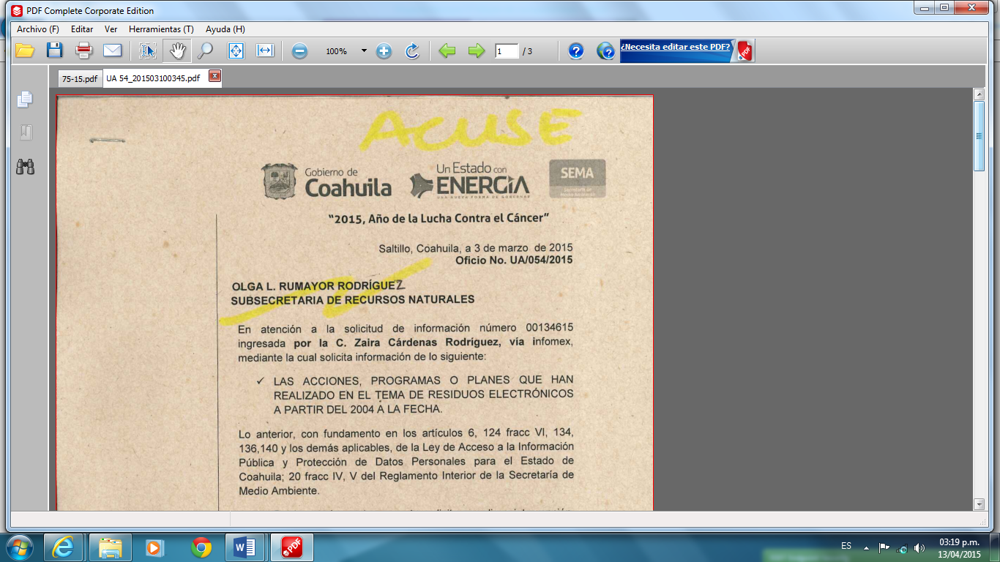 PDF Complete Corporate Edition
Archivo (F) Editar Ver Herramientas (T) Ayuda (H)
100% 1 / 3 ¿Necesita editar este PDF? PDF
75-15.pdf UA 54_201503100345.pdf
ACUSE
Gobierno de
Coahuila
Un Estado con
ENERGÍA
UNA NUEVA FORMA DE GOBERNAR
SEMA
"2015, Año de la Lucha Contra el Cáncer"
Saltillo, Coahuila, a 3 de marzo de 2015
Oficio No. UA/054/2015
OLGA L. RUMAYOR RODRÍGUEZ
SUBSECRETARIA DE RECURSOS NATURALES
En atención a la solicitud de información número 00134615
ingresada por la C. Zaira Cárdenas Rodríguez, vía infomex,
mediante la cual solicita información de lo siguiente:
✓ LAS ACCIONES, PROGRAMAS O PLANES QUE HAN
REALIZADO EN EL TEMA DE RESIDUOS ELECTRÓNICOS
A PARTIR DEL 2004 A LA FECHA.
Lo anterior, con fundamento en los artículos 6, 124 fracc VI, 134,
136,140 y los demás aplicables, de la Ley de Acceso a la Información
Pública y Protección de Datos Personales para el Estado de
Coahuila; 20 fracc IV, V del Reglamento Interior de la Secretaría de
Medio Ambiente.
ES
03:19 p.m.
13/04/2015